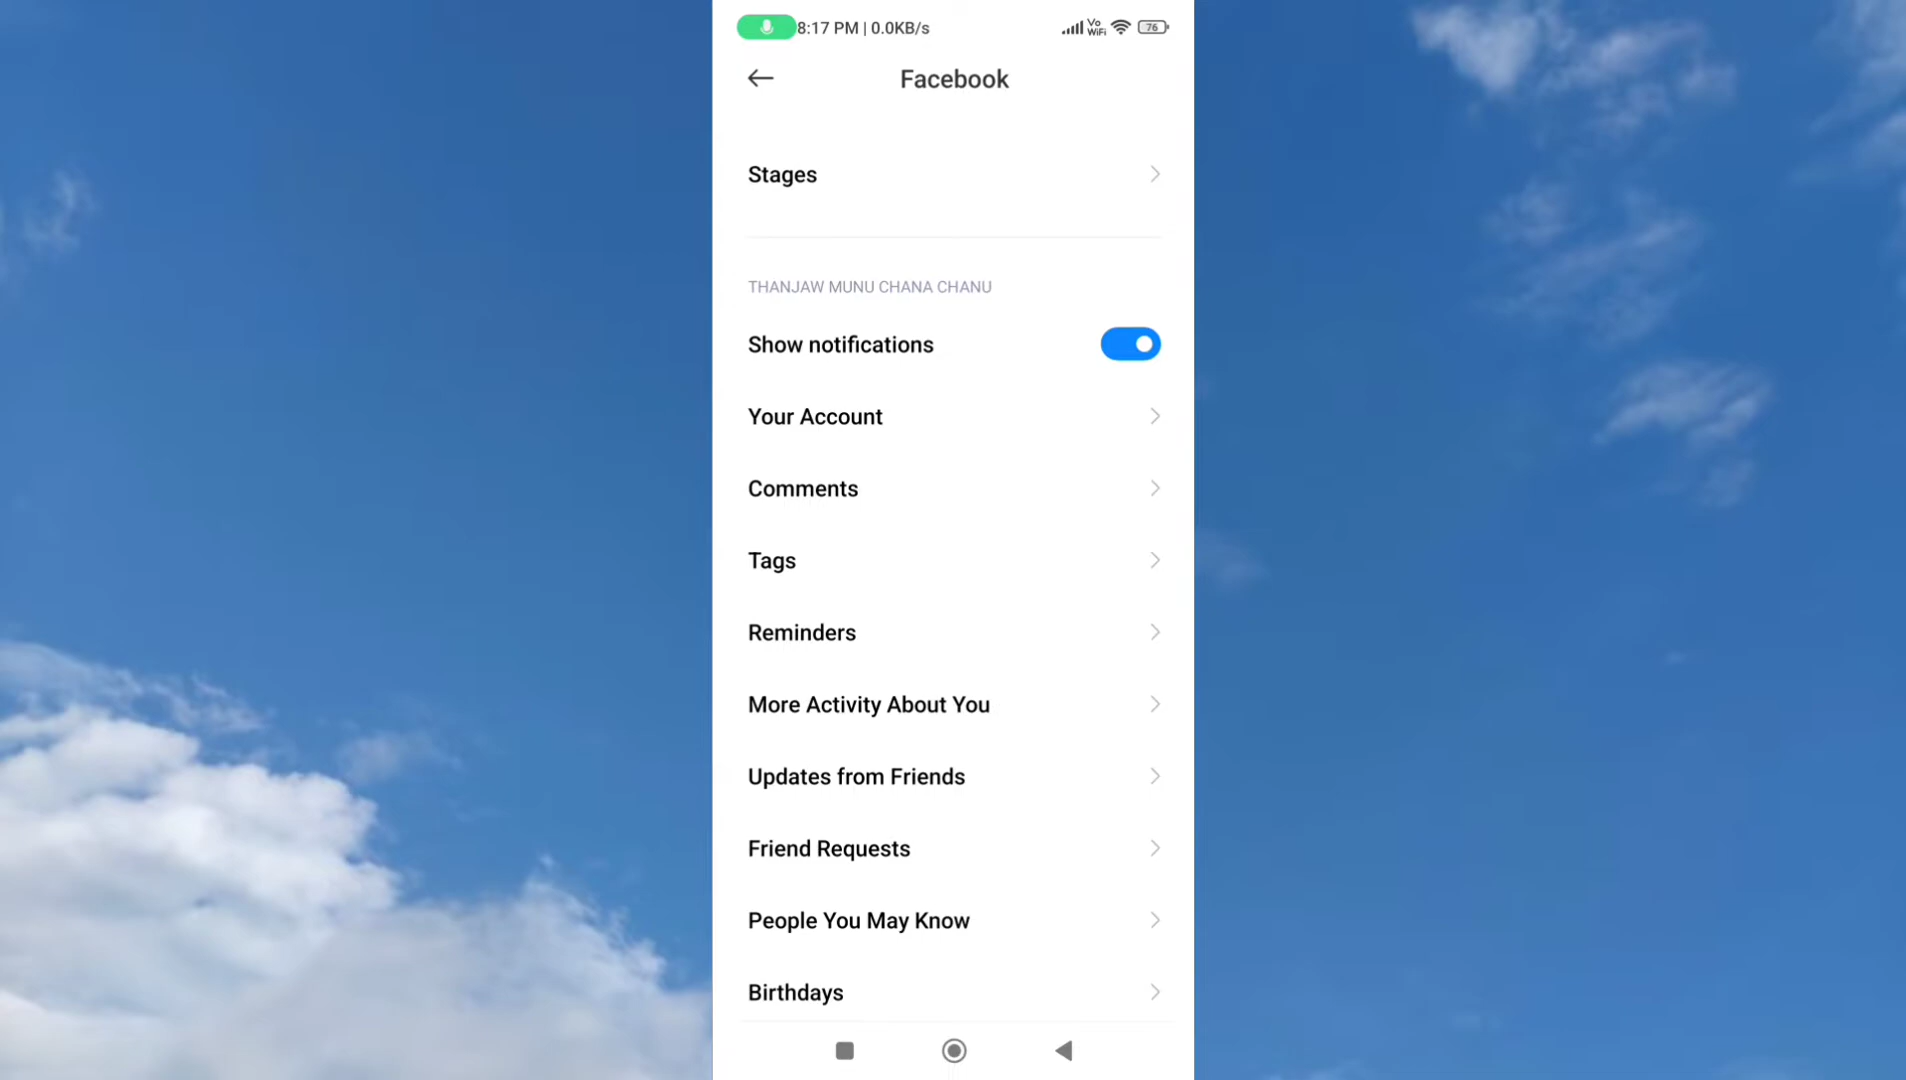 8:17 PM | 0.0KB/s Vo WiFi 76
Facebook
Stages
THANJAW MUNU CHANA CHANU
Show notifications
Your Account
Comments
Tags
Reminders
More Activity About You
Updates from Friends
Friend Requests
People You May Know
Birthdays